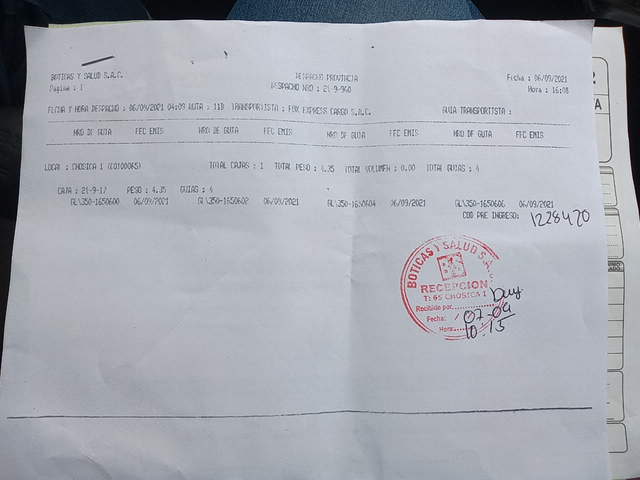 BOTICAS Y SALUD S.A.C. DESPACHO PROVINCIA Fecha : 06/09/2021
Pagina : 1 DESPACHO NRO : 21-9-960 Hora : 16:08
FECHA Y HORA DESPACHO : 06/09/2021 04:09 RUTA : 11D TRANSPORTISTA : FOX EXPRESS CARGO S.A.C. GUIA TRANSPORTISTA :
NRO DE GUIA FEC EMIS NRO DE GUIA FEC EMIS NRO DE GUIA FEC EMIS NRO DE GUIA FEC EMIS
LOCAL : CHOSICA 1 TOTAL CAJAS : 1 TOTAL PESO : 4.35 TOTAL VOLUMEN : 0.00 TOTAL GUIAS : 4
CAJA : 21-9-17 PESO : 4.35 GUIAS : 4
GL\350-1650600 06/09/2021 GL\350-1650602 06/09/2021 GL\350-1650604 06/09/2021 GL\350-1650606 06/09/2021
COD PRE INGRESO: 1228420
BOTICAS Y SALUD S.A.C.
RECEPCION
T: 65 CHOSICA 1
Recibido por
Fecha: 07-09
Hora 10:15